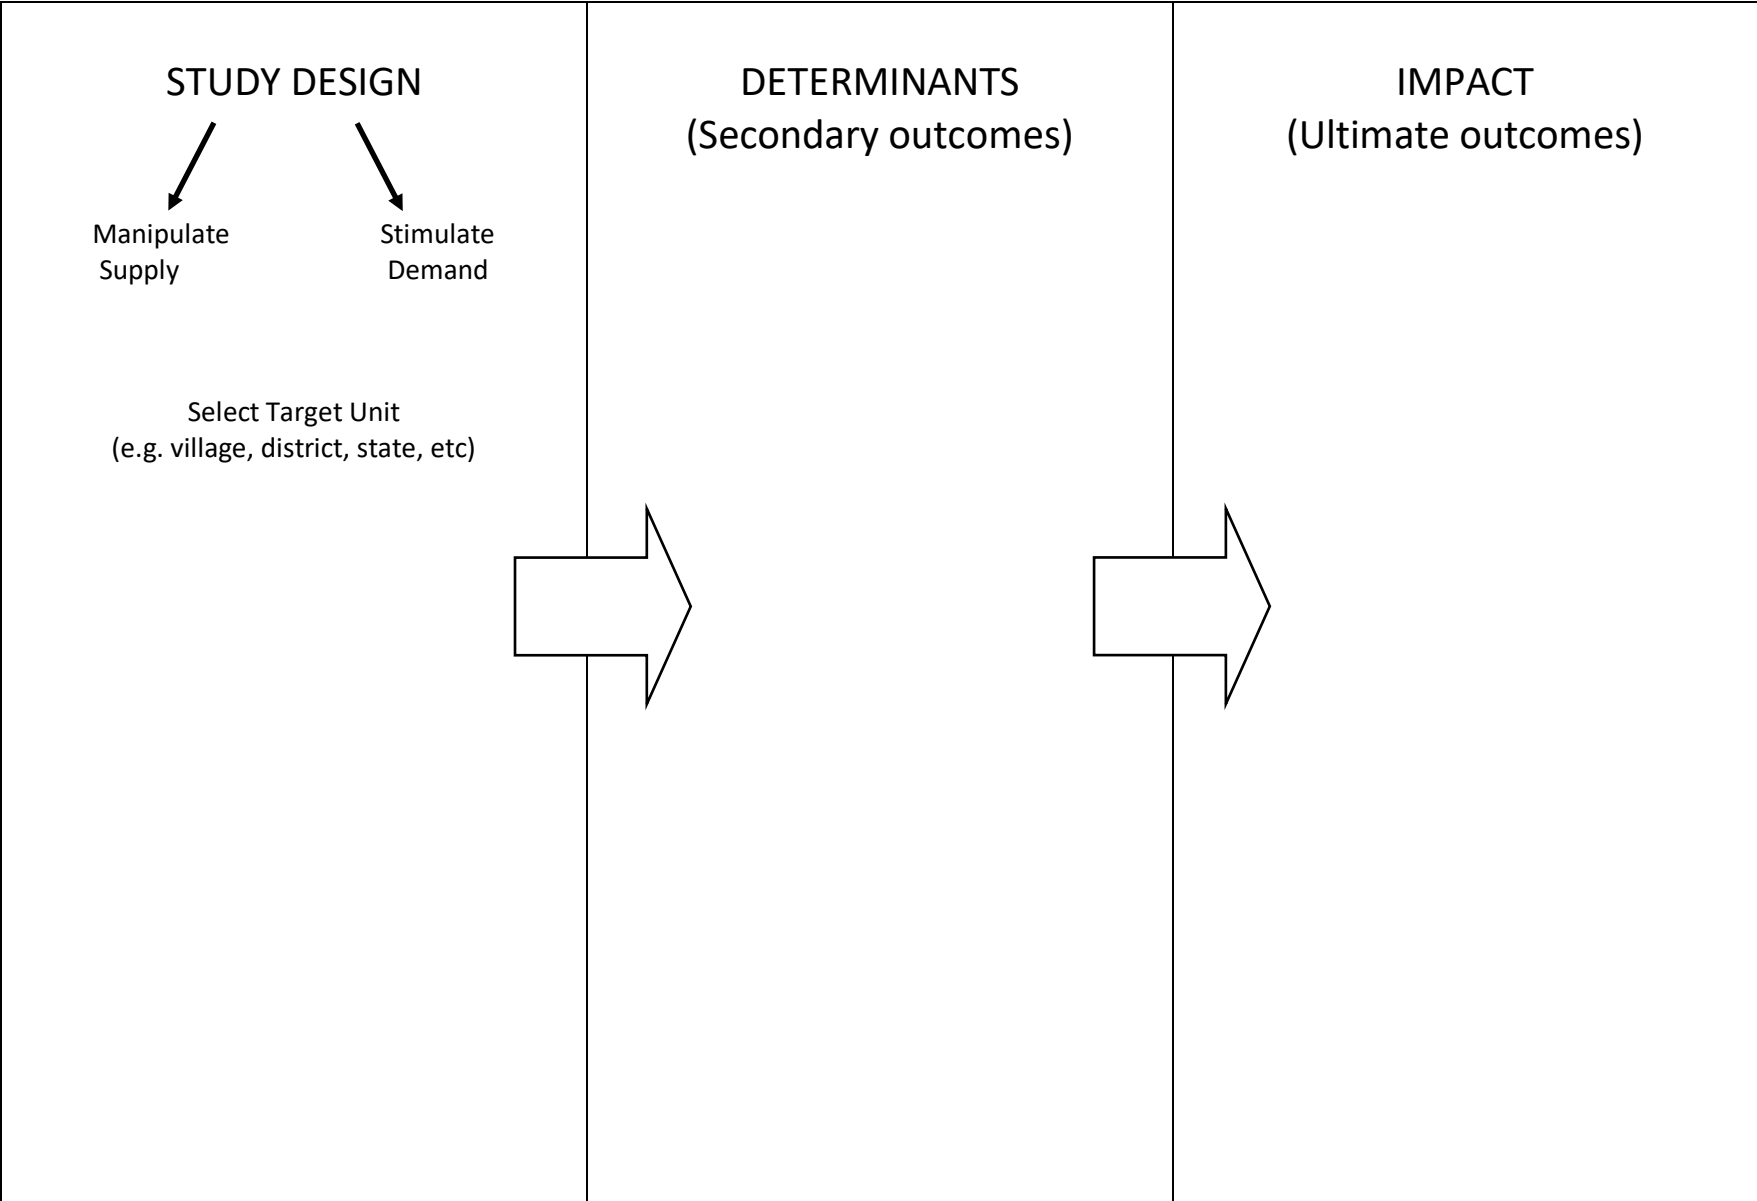 STUDY DESIGN
Manipulate
Supply
Stimulate
Demand
Select Target Unit
(e.g. village, district, state, etc)
DETERMINANTS
(Secondary outcomes)
IMPACT
(Ultimate outcomes)